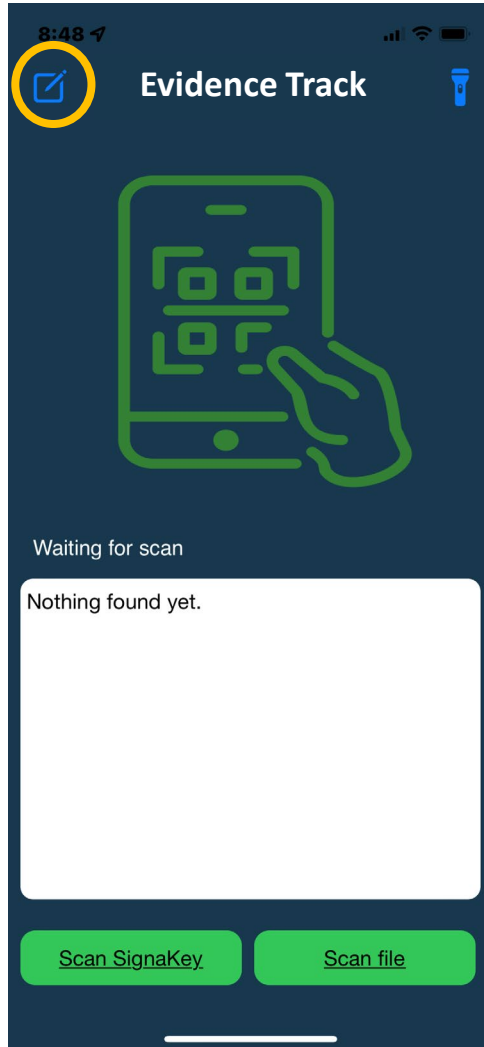 8:48
Evidence Track
Waiting for scan
Nothing found yet.
Scan SignaKey
Scan file